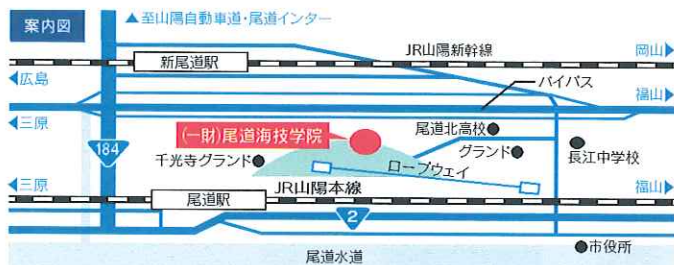 案内図
▲至山陽自動車道・尾道インター
JR山陽新幹線
岡山▶
新尾道駅
◀広島
バイパス
福山▶
◀三原
184
(一財)尾道海技学院
尾道北高校
グランド
長江中学校
千光寺グランド
ロープウェイ
◀三原
JR山陽本線
福山▶
尾道駅
2
市役所
尾道水道